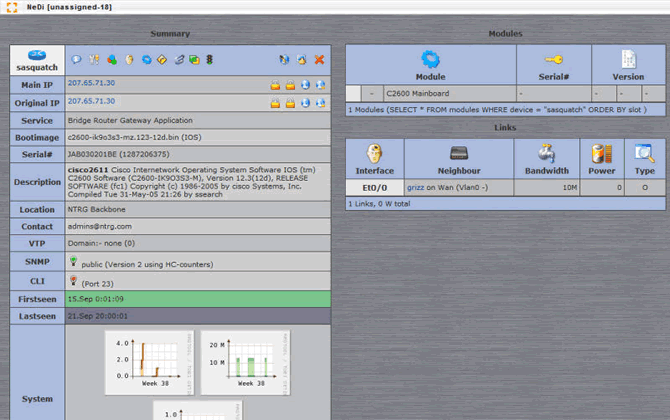 NeDi [unassigned-18]
Summary
sasquatch
Main IP 207.65.71.30
Original IP 207.65.71.30
Service Bridge Router Gateway Application
Bootimage c2600-ik9o3s3-mz.123-12d.bin (IOS)
Serial# JAB030201BE (1287206375)
Description
cisco2611 Cisco Internetwork Operating System Software IOS (tm)
C2600 Software (C2600-IK9O3S3-M), Version 12.3(12d), RELEASE
SOFTWARE (fc1) Copyright (c) 1986-2005 by cisco Systems, Inc.
Compiled Tue 31-May-05 21:26 by ssearch
Location NTRG Backbone
Contact admins@ntrg.com
VTP Domain:- none (0)
SNMP public (Version 2 using HC-counters)
CLI (Port 23)
Firstseen 15.Sep 0:01:09
Lastseen 21.Sep 20:00:01
System
4.0
2.0
0.0
Week 38
20 M
10 M
0
Week 38
1.0
Modules
Module Serial# Version
- C2600 Mainboard - - - -
1 Modules (SELECT * FROM modules WHERE device = "sasquatch" ORDER BY slot )
Links
Interface Neighbour Bandwidth Power Type
Et0/0 grizz on Wan (Vlan0 -) 10M 0 O
1 Links, 0 W total